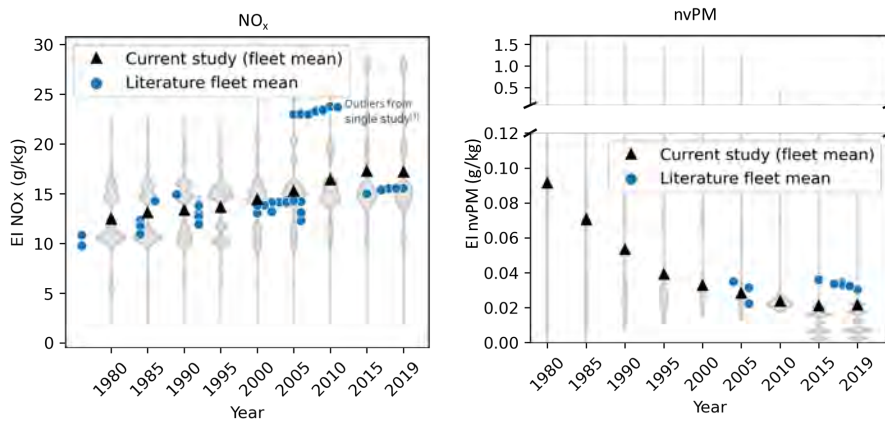 NOx
nvPM
30
25
20
15
10
5
0
EI NOx (g/kg)
Current study (fleet mean)
Literature fleet mean
Outliers from
single study[1]
1980
1985
1990
1995
2000
2005
2010
2015
2019
Year
1.5
1.0
0.5
0.12
0.10
0.08
0.06
0.04
0.02
0.00
EI nvPM (g/kg)
Current study (fleet mean)
Literature fleet mean
1980
1985
1990
1995
2000
2005
2010
2015
2019
Year